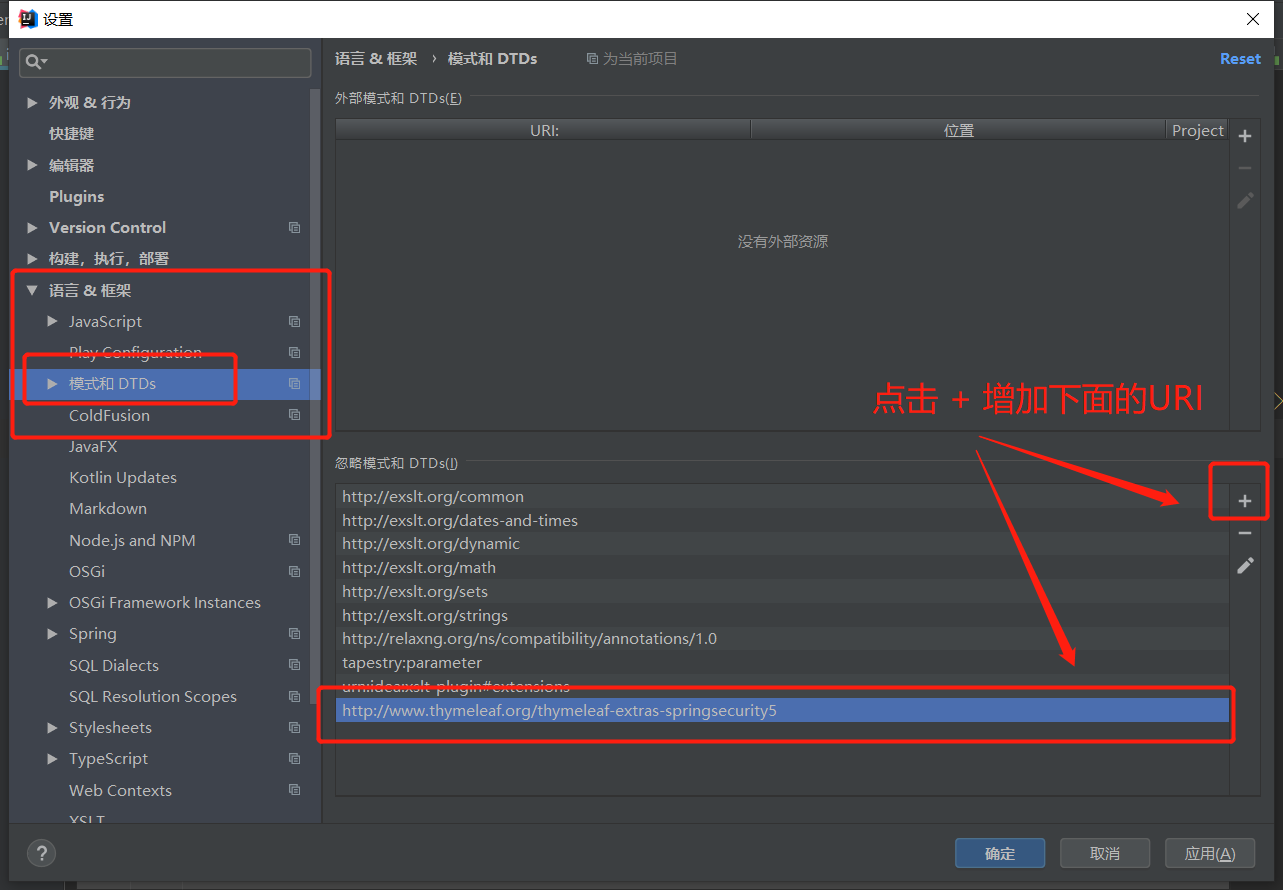 设置
外观 & 行为
快捷键
编辑器
Plugins
Version Control
构建，执行，部署
语言 & 框架
JavaScript
Play Configuration
模式和 DTDs
ColdFusion
JavaFX
Kotlin Updates
Markdown
Node.js and NPM
OSGi
OSGi Framework Instances
Spring
SQL Dialects
SQL Resolution Scopes
Stylesheets
TypeScript
Web Contexts
XSLT
语言 & 框架 › 模式和 DTDs 为当前项目 Reset
外部模式和 DTDs(E)
URI: 位置 Project
没有外部资源
点击 + 增加下面的URI
忽略模式和 DTDs(I)
http://exslt.org/common
http://exslt.org/dates-and-times
http://exslt.org/dynamic
http://exslt.org/math
http://exslt.org/sets
http://exslt.org/strings
http://relaxng.org/ns/compatibility/annotations/1.0
tapestry:parameter
urn:idea:xslt-plugin#extensions
http://www.thymeleaf.org/thymeleaf-extras-springsecurity5
? 确定 取消 应用(A)